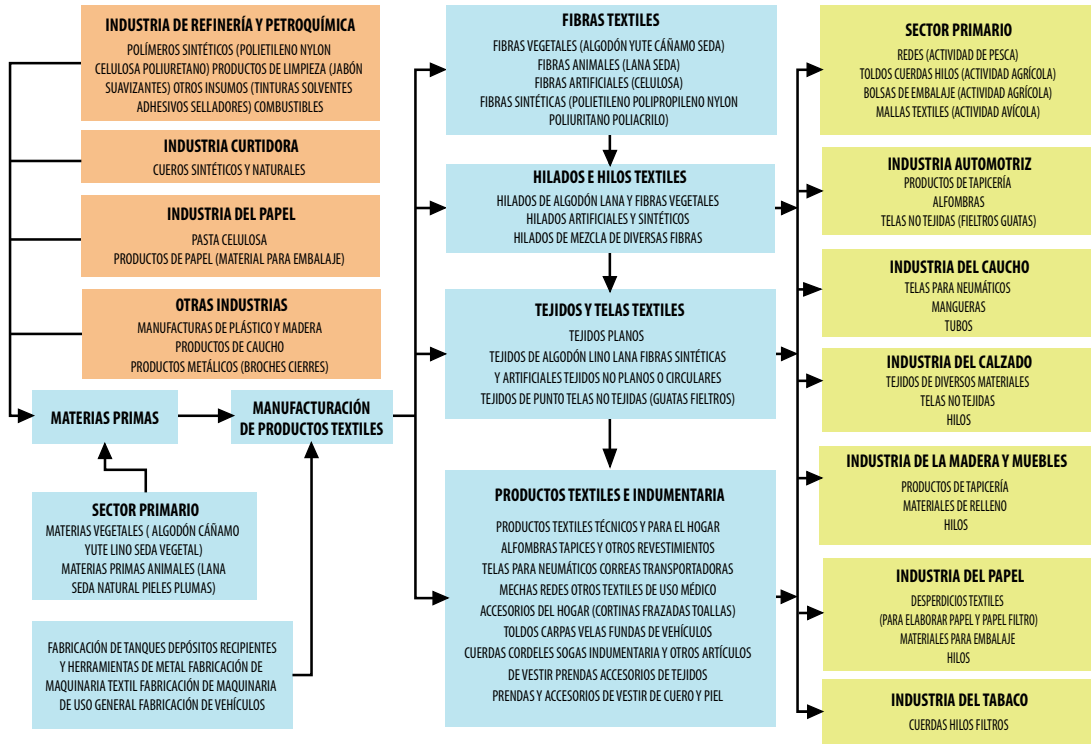 INDUSTRIA DE REFINERÍA Y PETROQUÍMICA
POLÍMEROS SINTÉTICOS (POLIETILENO NYLON
CELULOSA POLIURETANO) PRODUCTOS DE LIMPIEZA (JABÓN
SUAVIZANTES) OTROS INSUMOS (TINTURAS SOLVENTES
ADHESIVOS SELLADORES) COMBUSTIBLES
INDUSTRIA CURTIDORA
CUEROS SINTÉTICOS Y NATURALES
INDUSTRIA DEL PAPEL
PASTA CELULOSA
PRODUCTOS DE PAPEL (MATERIAL PARA EMBALAJE)
OTRAS INDUSTRIAS
MANUFACTURAS DE PLÁSTICO Y MADERA
PRODUCTOS DE CAUCHO
PRODUCTOS METÁLICOS (BROCHES CIERRES)
MATERIAS PRIMAS
MANUFACTURACIÓN
DE PRODUCTOS TEXTILES
SECTOR PRIMARIO
MATERIAS VEGETALES ( ALGODÓN CÁÑAMO
YUTE LINO SEDA VEGETAL)
MATERIAS PRIMAS ANIMALES (LANA
SEDA NATURAL PIELES PLUMAS)
FABRICACIÓN DE TANQUES DEPÓSITOS RECIPIENTES
Y HERRAMIENTAS DE METAL FABRICACIÓN DE
MAQUINARIA TEXTIL FABRICACIÓN DE MAQUINARIA
DE USO GENERAL FABRICACIÓN DE VEHÍCULOS
FIBRAS TEXTILES
FIBRAS VEGETALES (ALGODÓN YUTE CÁÑAMO SEDA)
FIBRAS ANIMALES (LANA SEDA)
FIBRAS ARTIFICIALES (CELULOSA)
FIBRAS SINTÉTICAS (POLIETILENO POLIPROPILENO NYLON
POLIURITANO POLIACRILO)
HILADOS E HILOS TEXTILES
HILADOS DE ALGODÓN LANA Y FIBRAS VEGETALES
HILADOS ARTIFICIALES Y SINTÉTICOS
HILADOS DE MEZCLA DE DIVERSAS FIBRAS
TEJIDOS Y TELAS TEXTILES
TEJIDOS PLANOS
TEJIDOS DE ALGODÓN LINO LANA FIBRAS SINTÉTICAS
Y ARTIFICIALES TEJIDOS NO PLANOS O CIRCULARES
TEJIDOS DE PUNTO TELAS NO TEJIDAS (GUATAS FIELTROS)
PRODUCTOS TEXTILES E INDUMENTARIA
PRODUCTOS TEXTILES TÉCNICOS Y PARA EL HOGAR
ALFOMBRAS TAPICES Y OTROS REVESTIMIENTOS
TELAS PARA NEUMÁTICOS CORREAS TRANSPORTADORAS
MECHAS REDES OTROS TEXTILES DE USO MÉDICO
ACCESORIOS DEL HOGAR (CORTINAS FRAZADAS TOALLAS)
TOLDOS CARPAS VELAS FUNDAS DE VEHÍCULOS
CUERDAS CORDELES SOGAS INDUMENTARIA Y OTROS ARTÍCULOS
DE VESTIR PRENDAS ACCESORIOS DE TEJIDOS
PRENDAS Y ACCESORIOS DE VESTIR DE CUERO Y PIEL
SECTOR PRIMARIO
REDES (ACTIVIDAD DE PESCA)
TOLDOS CUERDAS HILOS (ACTIVIDAD AGRÍCOLA)
BOLSAS DE EMBALAJE (ACTIVIDAD AGRÍCOLA)
MALLAS TEXTILES (ACTIVIDAD AVÍCOLA)
INDUSTRIA AUTOMOTRIZ
PRODUCTOS DE TAPICERÍA
ALFOMBRAS
TELAS NO TEJIDAS (FIELTROS GUATAS)
INDUSTRIA DEL CAUCHO
TELAS PARA NEUMÁTICOS
MANGUERAS
TUBOS
INDUSTRIA DEL CALZADO
TEJIDOS DE DIVERSOS MATERIALES
TELAS NO TEJIDAS
HILOS
INDUSTRIA DE LA MADERA Y MUEBLES
PRODUCTOS DE TAPICERÍA
MATERIALES DE RELLENO
HILOS
INDUSTRIA DEL PAPEL
DESPERDICIOS TEXTILES
(PARA ELABORAR PAPEL Y PAPEL FILTRO)
MATERIALES PARA EMBALAJE
HILOS
INDUSTRIA DEL TABACO
CUERDAS HILOS FILTROS